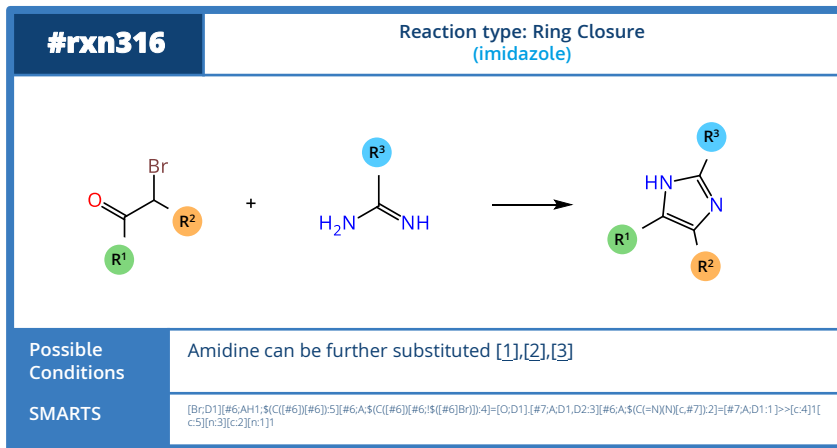 #rxn316
Reaction type: Ring Closure
(imidazole)
Br
O
R²
R¹
+
R³
H₂N
NH
R³
HN
N
R¹
R²
Possible
Conditions
Amidine can be further substituted [1],[2],[3]
SMARTS
[Br;D1][#6;AH1;$(C([#6])[#6]):5][#6;A;$(C([#6])[#6;!$([#6]Br)]):4]=[O;D1].[#7;A;D1,D2:3][#6;A;$(C(=N)(N)[c,#7]):2]=[#7;A;D1:1]>>[c:4]1[
c:5][n:3][c:2][n:1]1